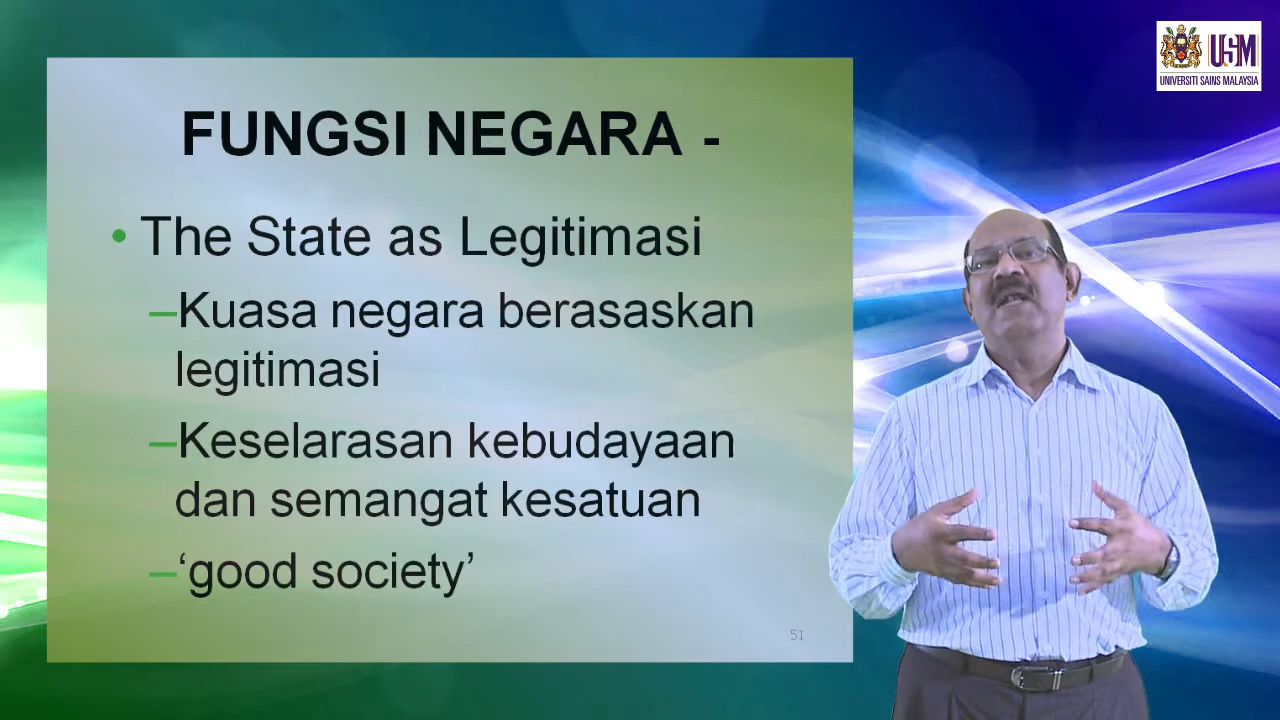 USM
UNIVERSITI SAINS MALAYSIA
FUNGSI NEGARA -
• The State as Legitimasi
–Kuasa negara berasaskan
legitimasi
–Keselarasan kebudayaan
dan semangat kesatuan
–‘good society’
51